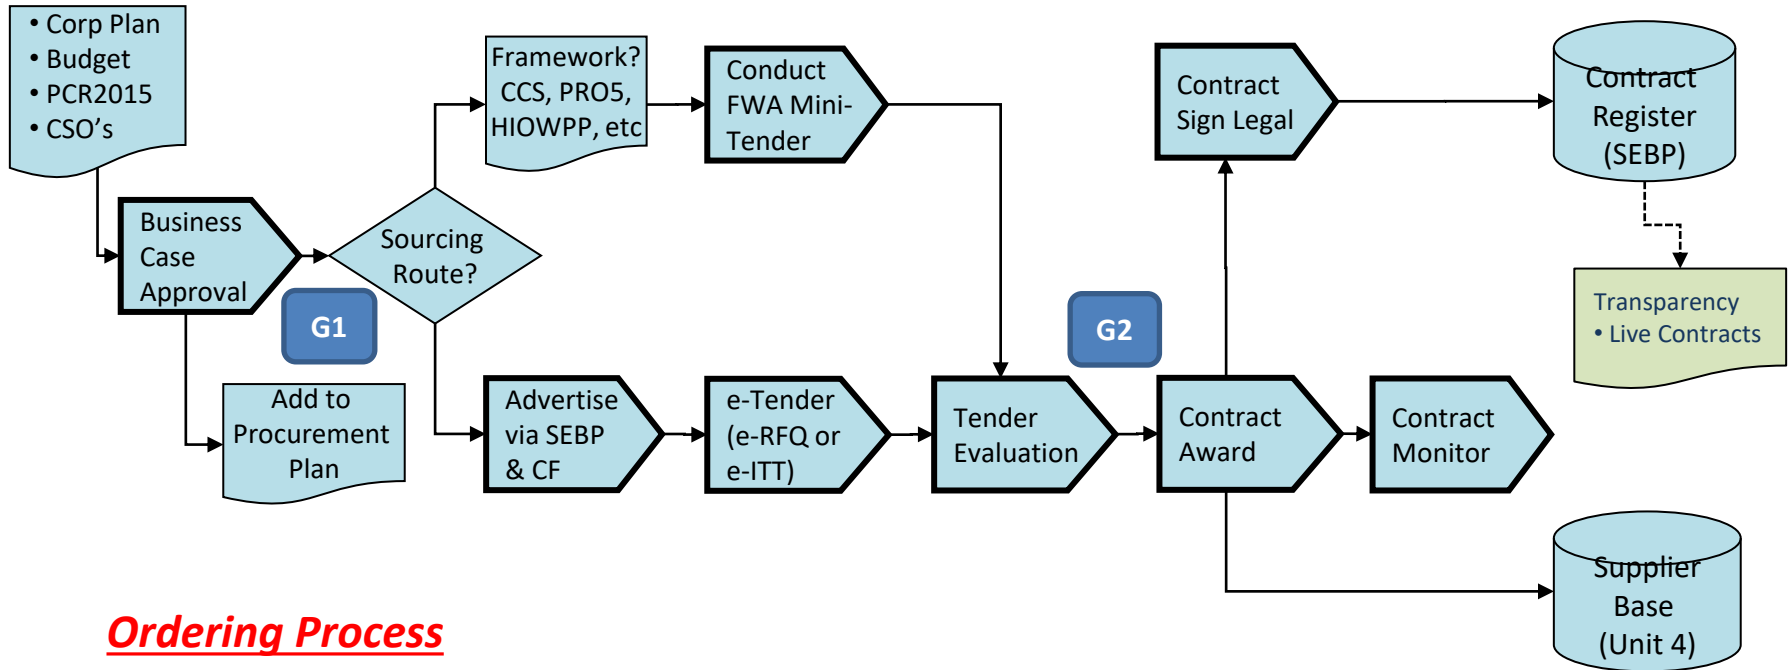 • Corp Plan
• Budget
• PCR2015
• CSO's
Business
Case
Approval
G1
Add to
Procurement
Plan
Sourcing
Route?
Framework?
CCS, PRO5,
HIOWPP, etc
Conduct
FWA Mini-
Tender
Advertise
via SEBP
& CF
e-Tender
(e-RFQ or
e-ITT)
Tender
Evaluation
G2
Contract
Sign Legal
Contract
Award
Contract
Monitor
Contract
Register
(SEBP)
Transparency
• Live Contracts
Supplier
Base
(Unit 4)
Ordering Process